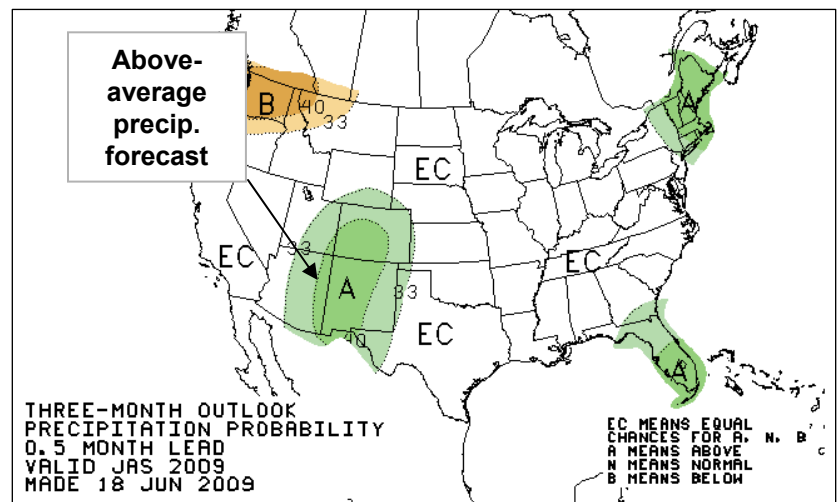 Above-
average
precip.
forecast
B
40
33
A
EC
33
EC
EC
A
33
EC
40
A
THREE-MONTH OUTLOOK
PRECIPITATION PROBABILITY
0.5 MONTH LEAD
VALID JAS 2009
MADE 18 JUN 2009
EC MEANS EQUAL
CHANCES FOR A, N, B
A MEANS ABOVE
N MEANS NORMAL
B MEANS BELOW